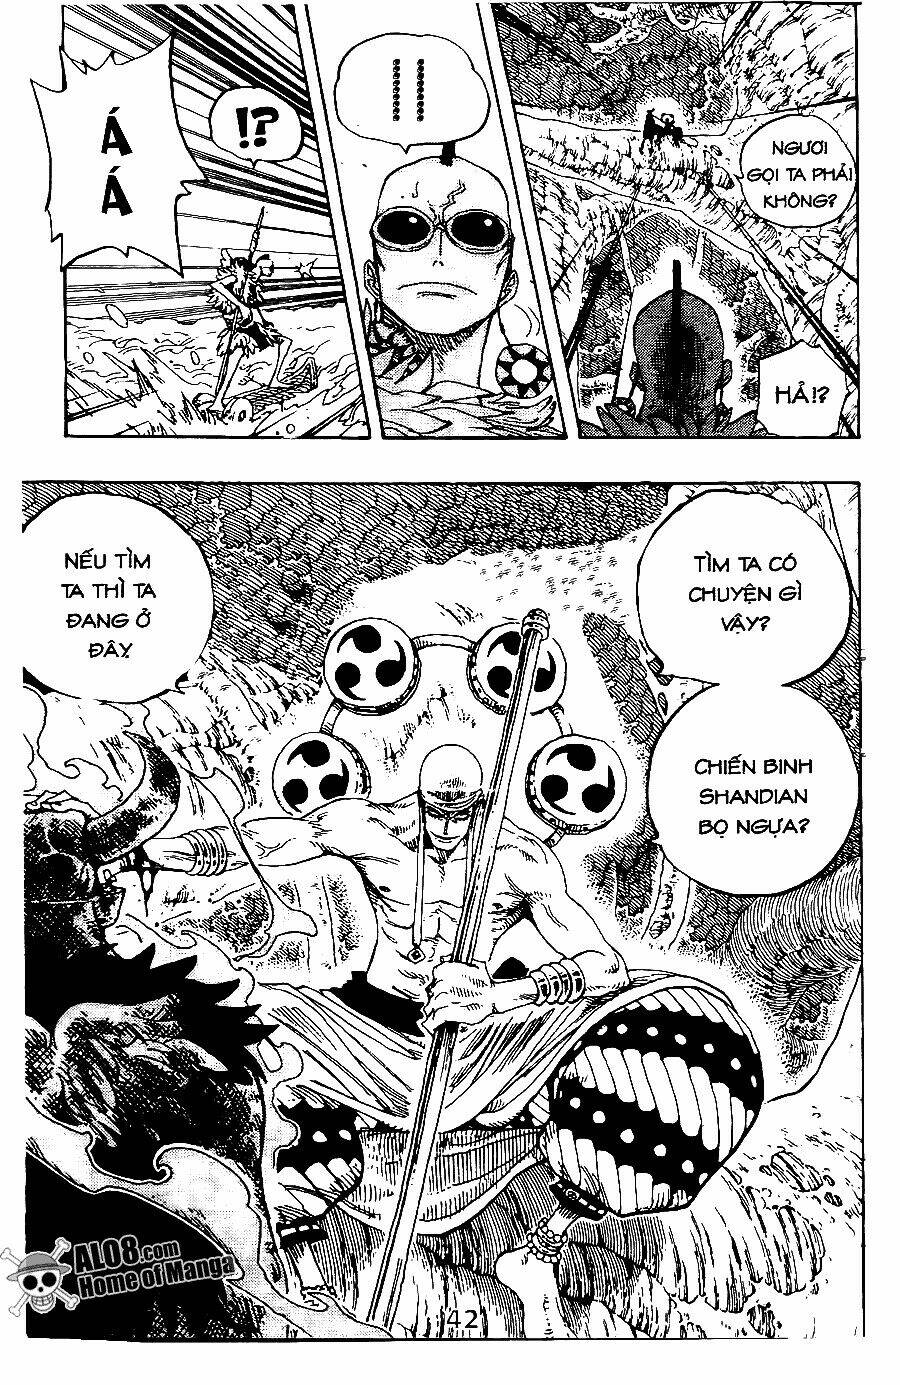 NGƯƠI
GỌI TA PHẢI
KHÔNG?
HẢ!?
!!
!?
Á
Á
TÌM TA CÓ
CHUYỆN GÌ
VẬY?
CHIẾN BINH
SHANDIAN
BỌ NGỰA?
NẾU TÌM
TA THÌ TA
ĐANG Ở
ĐÂY
ALO8.com
Home of Manga
42